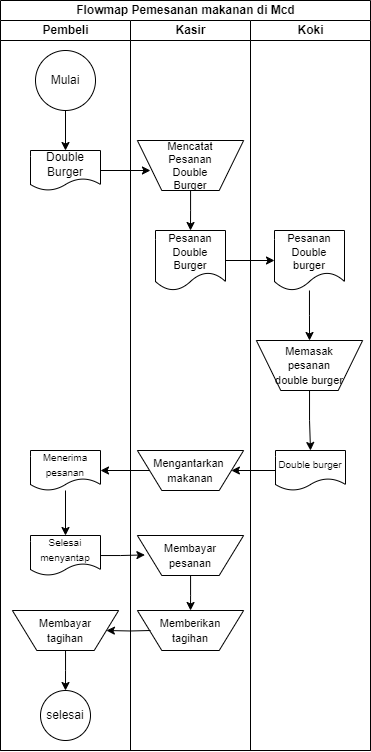 Flowmap Pemesanan makanan di Mcd
Pembeli
Kasir
Koki
Mulai
Double
Burger
Mencatat
Pesanan
Double
Burger
Pesanan
Double
Burger
Pesanan
Double
burger
Memasak
pesanan
double burger
Menerima
pesanan
Mengantarkan
makanan
Double burger
Selesai
menyantap
Membayar
pesanan
Membayar
tagihan
Memberikan
tagihan
selesai